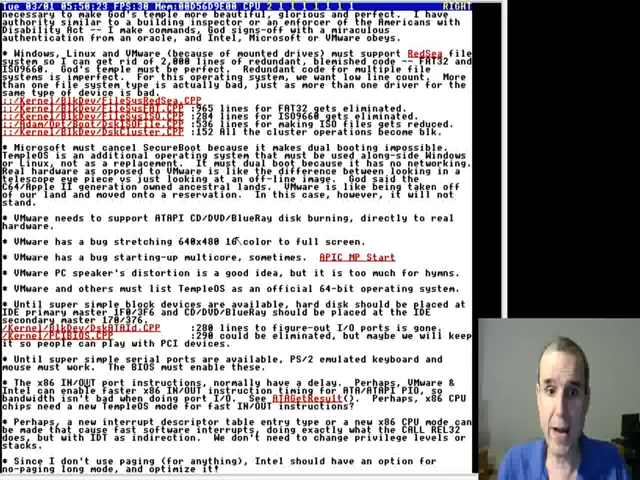 Tue 03/01 05:50:23 FPS:30 Mem:00D56D9E00 CPU 2 1 1 1 1 1 1 1 RIGHT
necessary to make God's temple more beautiful, glorious and perfect. I have
authority similar to a building inspector or an enforcer of the Americans with
Disability Act -- I make commands, God signs-off with a miraculous
authentication from an oracle, and Intel, Microsoft or VMware obeys.
* Windows, Linux and VMware (because of mounted drives) must support RedSea file
system so I can get rid of 2,000 lines of redundant, blemished code -- FAT32 and
ISO9660. God's temple must be perfect. Redundant code for multiple file
systems is imperfect. For this operating system, we want low line count. More
than one file system type is actually bad, just as more than one driver for the
same type of device is bad.
::/Kernel/BlkDev/FileSysRedSea.CPP
::/Kernel/BlkDev/FileSysFAT.CPP :965 lines for FAT32 gets eliminated.
::/Kernel/BlkDev/FileSysISO.CPP :284 lines for ISO9660 gets eliminated.
::/Adam/Opt/Boot/DskISOFile.CPP :536 lines for making ISO files gets reduced.
::/Kernel/BlkDev/DskCluster.CPP :152 All the cluster operations become blk.
* Microsoft must cancel SecureBoot because it makes dual booting impossible.
TempleOS is an additional operating system that must be used along-side Windows
or Linux, not as a replacement. It must dual boot because it has no networking.
Real hardware as opposed to VMware is like the difference between looking in a
telescope eye piece vs just looking at an off-line image. God said the
C64/Apple II generation owned ancestral lands. VMware is like being taken off
of our land and moved onto a reservation. In this case, however, it will not
stand.
* VMware needs to support ATAPI CD/DVD/BlueRay disk burning, directly to real
hardware.
* VMware has a bug stretching 640x480 16 color to full screen.
* VMware has a bug starting-up multicore, sometimes. APIC MP Start
* VMware PC speaker's distortion is a good idea, but it is too much for hymns.
* VMware and others must list TempleOS as an official 64-bit operating system.
* Until super simple block devices are available, hard disk should be placed at
IDE primary master 1F0/3F6 and CD/DVD/BlueRay should be placed at the IDE
secondary master 170/376.
/Kernel/BlkDev/DskATAId.CPP :280 lines to figure-out I/O ports is gone.
/Kernel/PCIBIOS.CPP :290 could be eliminated, but maybe we will keep
it so people can play with PCI devices.
* Until super simple serial ports are available, PS/2 emulated keyboard and
mouse must work. The BIOS must enable these.
* The x86 IN/OUT port instructions, normally have a delay. Perhaps, VMware &
Intel can enable faster x86 IN/OUT instruction timing for ATA/ATAPI PIO, so
bandwidth isn't bad when doing port I/O. See ATAGetResult(). Perhaps, x86
chips need a new TempleOS mode for fast IN/OUT instructions?
* Perhaps, a new interrupt descriptor table entry type or a new x86 CPU mode can
be made that cause fast software interrupts, doing exactly what the CALL REL32
does, but with IDT as indirection. We don't need to change privilege levels or
stacks.
* Since I don't use paging (for anything), Intel should have an option for
no-paging long mode, and optimize it!